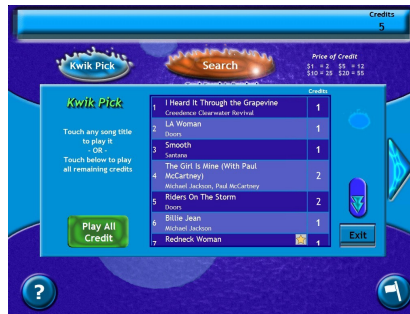 Credits
5
Kwik Pick
Search
Price of Credit
$1 = 2 $5 = 12
$10 = 25 $20 = 55
Credits
Kwik Pick
Touch any song title
to play it
- OR -
Touch below to play
all remaining credits
Play All
Credit
1 I Heard It Through the Grapevine 1
Creedence Clearwater Revival
2 LA Woman 1
Doors
3 Smooth 1
Santana
The Girl Is Mine (With Paul
4 McCartney) 2
Michael Jackson, Paul McCartney
5 Riders On The Storm 2
Doors
6 Billie Jean 1
Michael Jackson
7 Redneck Woman 1
Exit
?